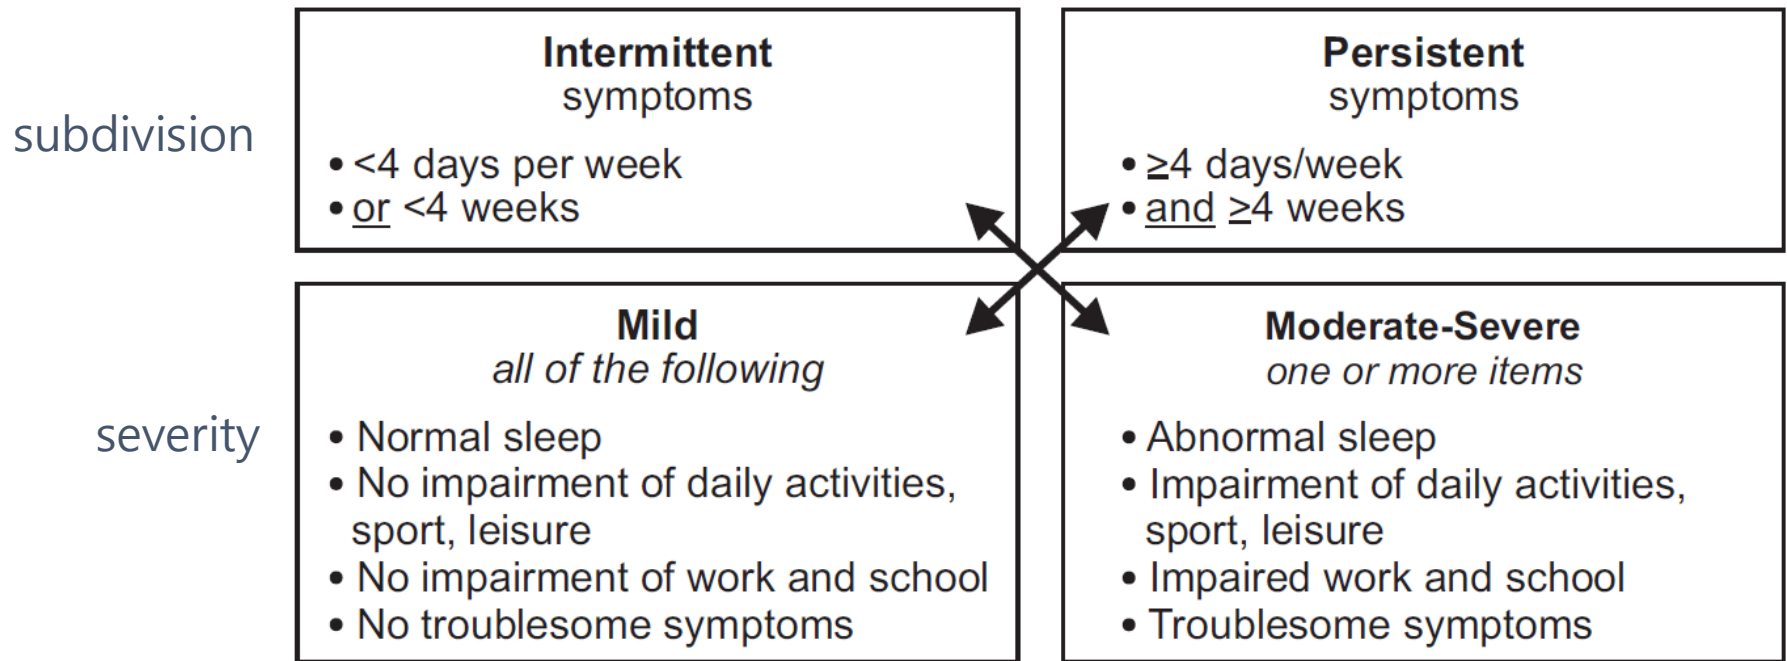 subdivision
Intermittent
symptoms
• <4 days per week
• or <4 weeks
Persistent
symptoms
• ≥4 days/week
• and ≥4 weeks
severity
Mild
all of the following
• Normal sleep
• No impairment of daily activities,
sport, leisure
• No impairment of work and school
• No troublesome symptoms
Moderate-Severe
one or more items
• Abnormal sleep
• Impairment of daily activities,
sport, leisure
• Impaired work and school
• Troublesome symptoms